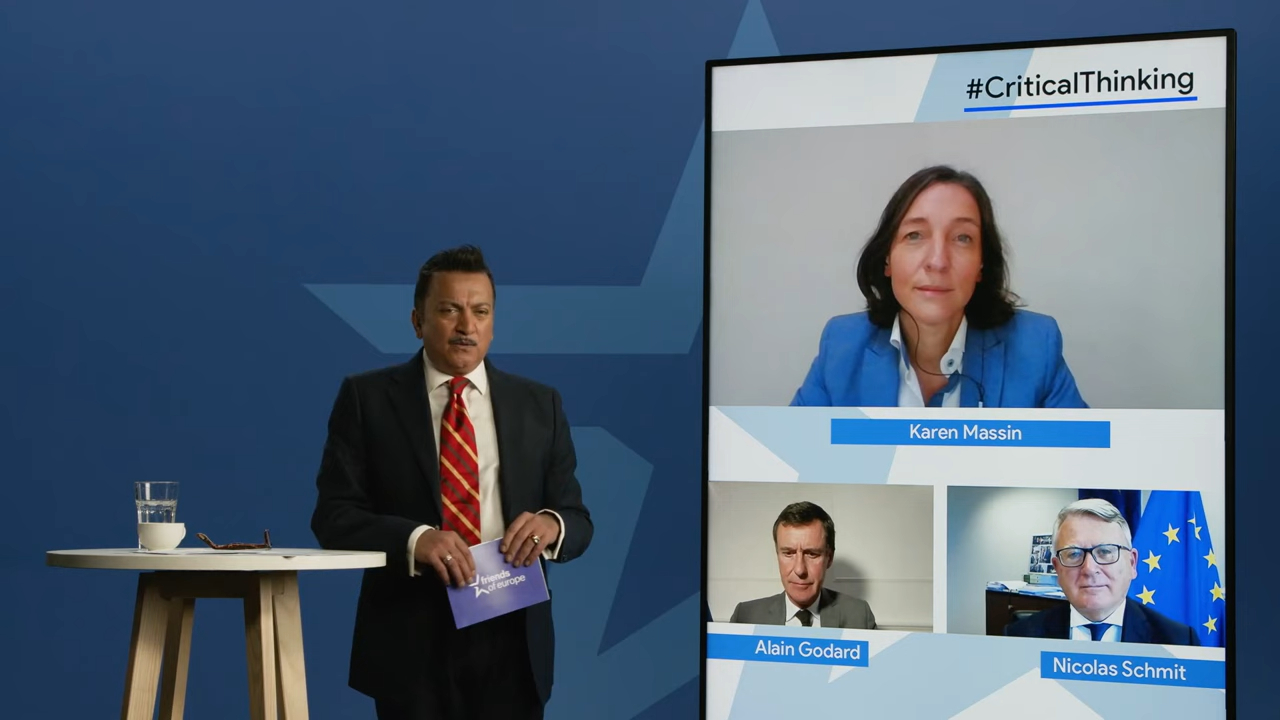 #CriticalThinking
Karen Massin
friends
of europe
Alain Godard
Nicolas Schmit